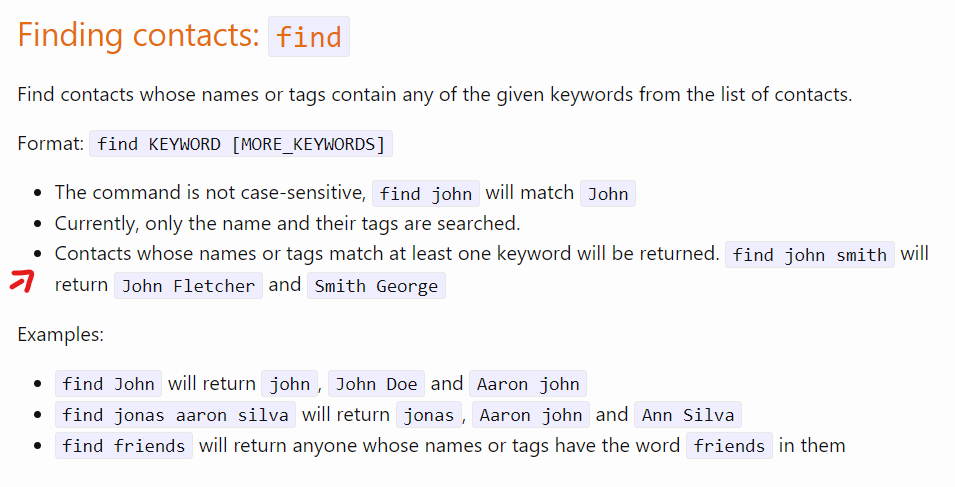 Finding contacts: find
Find contacts whose names or tags contain any of the given keywords from the list of contacts.
Format: find KEYWORD [MORE_KEYWORDS]
• The command is not case-sensitive, find john will match John
• Currently, only the name and their tags are searched.
• Contacts whose names or tags match at least one keyword will be returned. find john smith will
return John Fletcher and Smith George
Examples:
• find John will return john, John Doe and Aaron john
• find jonas aaron silva will return jonas, Aaron john and Ann Silva
• find friends will return anyone whose names or tags have the word friends in them